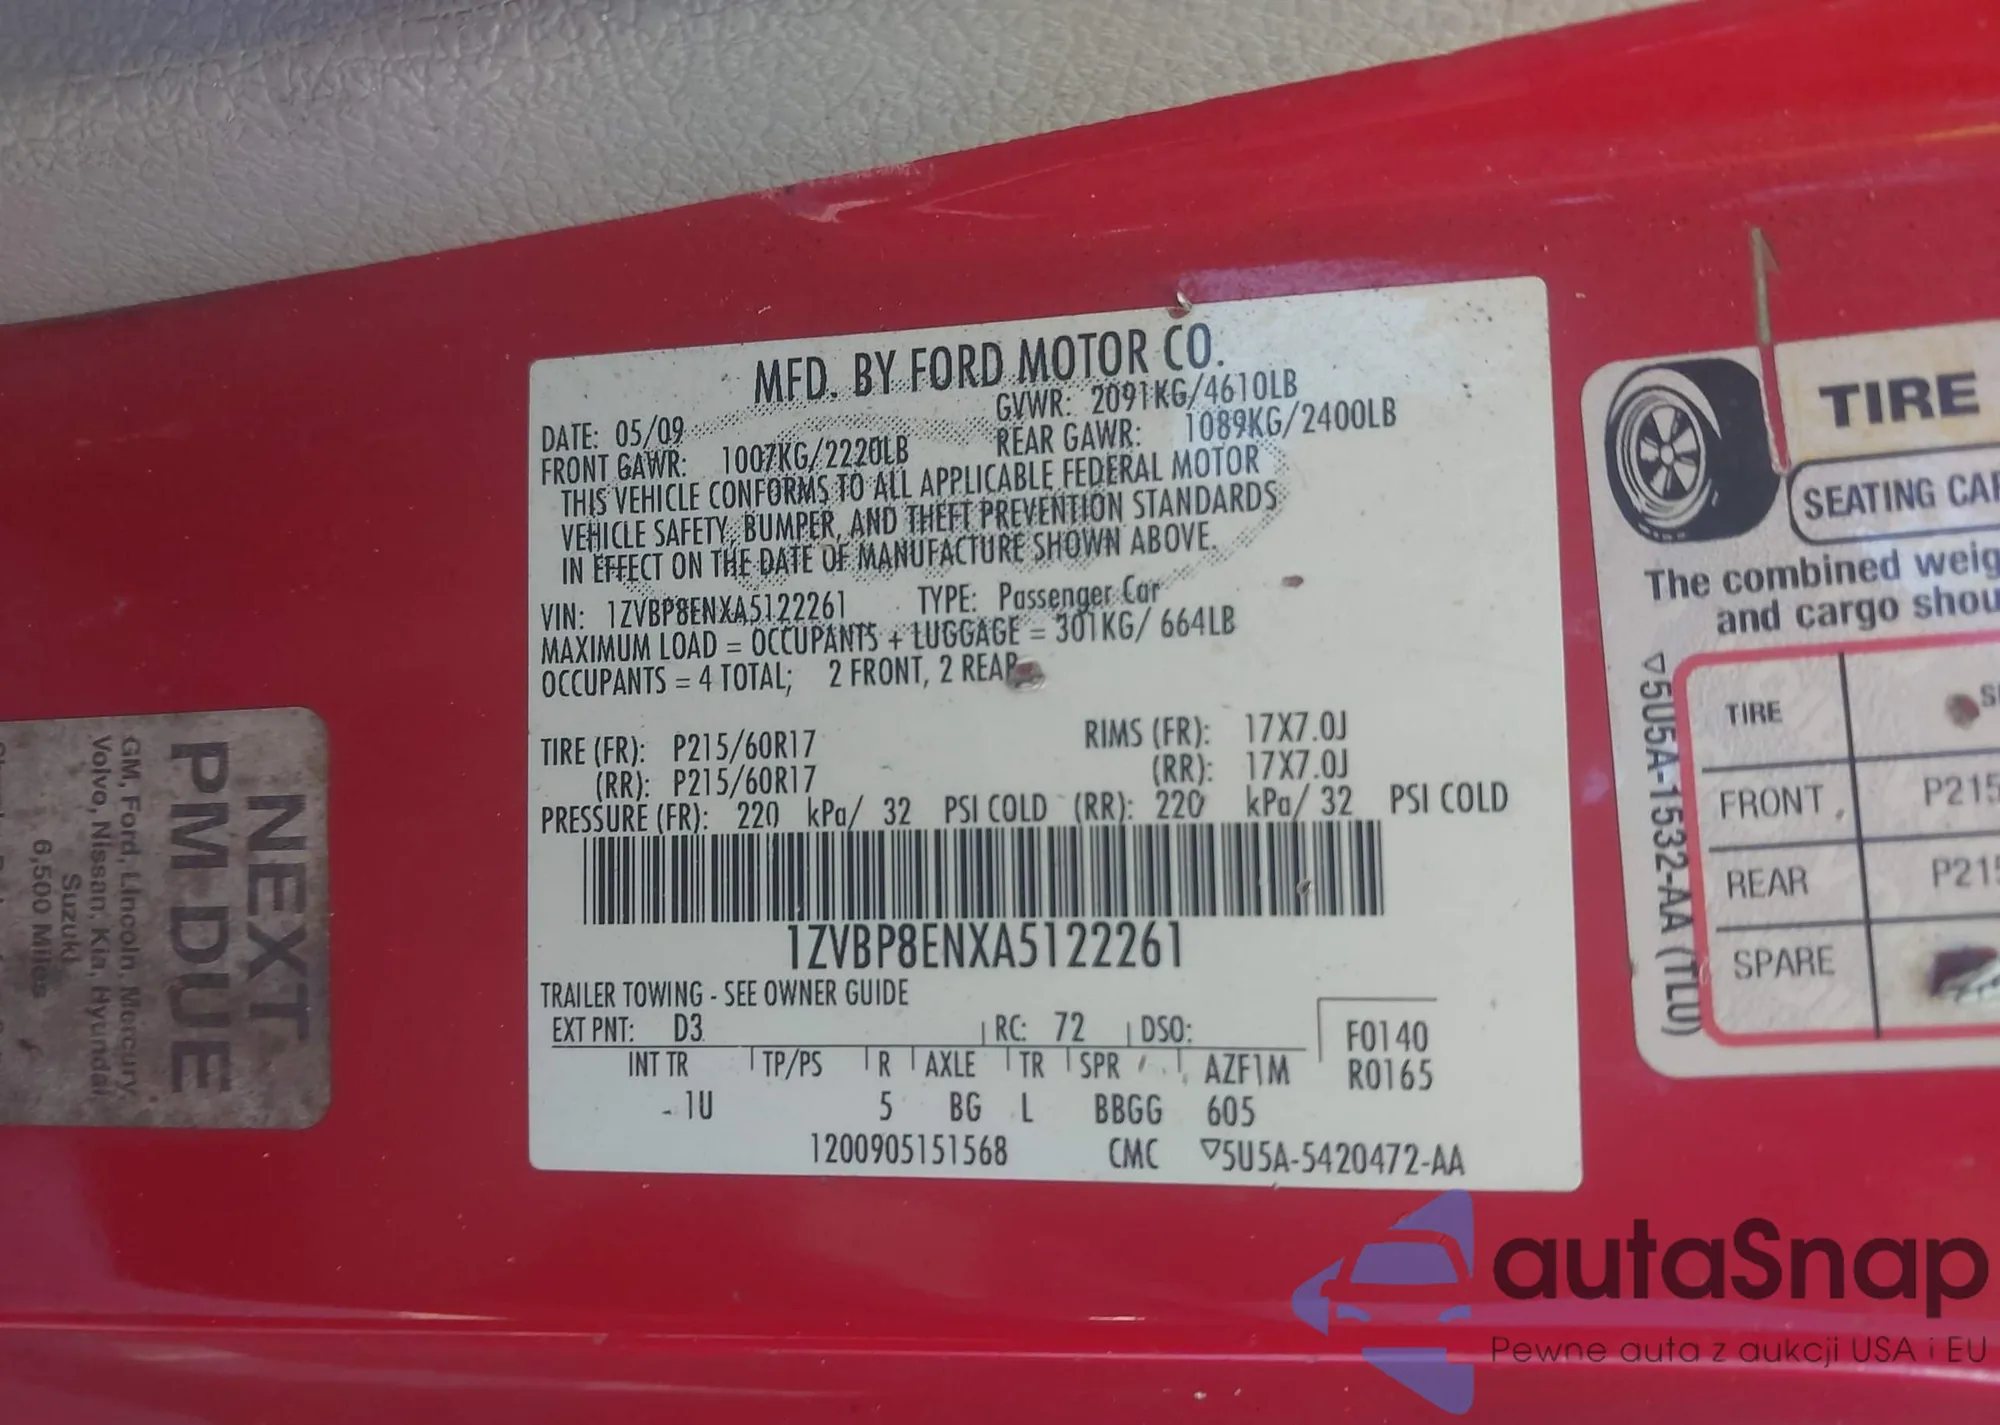 MFD. BY FORD MOTOR CO.
DATE: 05/09 GVWR: 2091KG/4610LB
FRONT GAWR: 1007KG/2220LB REAR GAWR: 1089KG/2400LB
THIS VEHICLE CONFORMS TO ALL APPLICABLE FEDERAL MOTOR
VEHICLE SAFETY, BUMPER, AND THEFT PREVENTION STANDARDS
IN EFFECT ON THE DATE OF MANUFACTURE SHOWN ABOVE.
VIN: 1ZVBP8ENXA5122261 TYPE: Passenger Car
MAXIMUM LOAD = OCCUPANTS + LUGGAGE = 301KG/ 664LB
OCCUPANTS = 4 TOTAL; 2 FRONT, 2 REAR
TIRE (FR): P215/60R17 RIMS (FR): 17X7.0J
(RR): P215/60R17 (RR): 17X7.0J
PRESSURE (FR): 220 kPa/ 32 PSI COLD (RR): 220 kPa/ 32 PSI COLD
1ZVBP8ENXA5122261
TRAILER TOWING - SEE OWNER GUIDE
EXT PNT: D3 RC: 72 DSO: F0140
INT TR TP/PS R AXLE TR SPR AZF1M R0165
1U 5 BG L BBGG 605
1200905151568 CMC ▽5U5A-5420472-AA
TIRE
SEATING CAP
The combined weig
and cargo shou
▽5U5A-1532-AA (TLU)
TIRE
FRONT P215
REAR P215
SPARE
NEXT
PM DUE
GM, Ford, Lincoln, Mercury,
Volvo, Nissan, Kia, Hyundai
Suzuki
6,500 Miles
autaSnap
Pewne auta z aukcji USA i EU